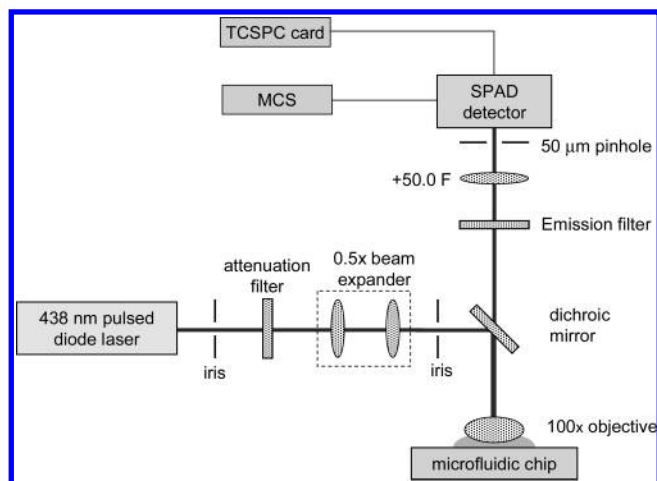 TCSPC card
MCS
SPAD
detector
50 μm pinhole
+50.0 F
Emission filter
0.5x beam
expander
attenuation
filter
438 nm pulsed
diode laser
iris
iris
dichroic
mirror
100x objective
microfluidic chip